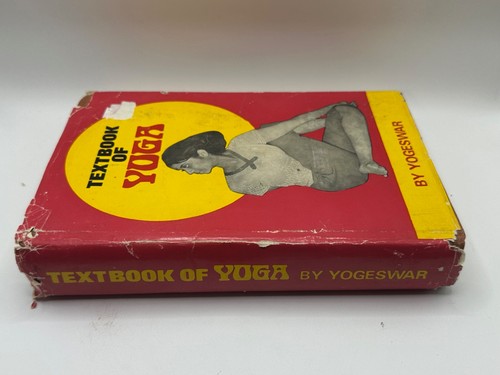 TEXTBOOK
OF
YOGA
BY YOGESWAR
TEXTBOOK OF YOGA BY YOGESWAR